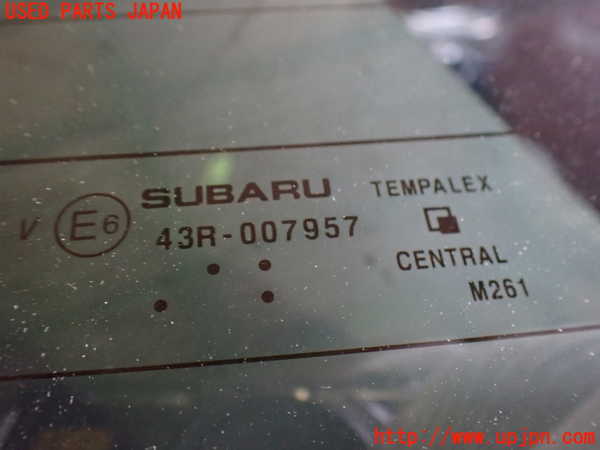 USED PARTS JAPAN
SUBARU TEMPALEX
V E6 43R-007957
CENTRAL
M261
http://www.upjpn.com/